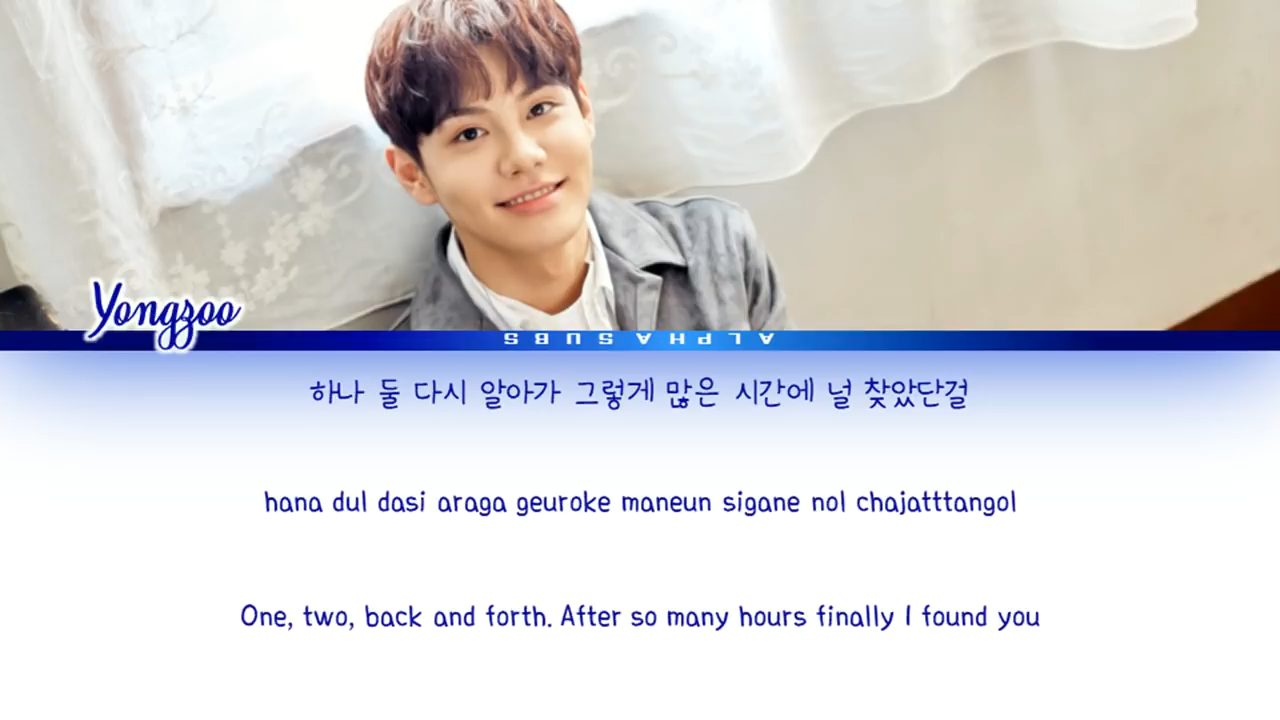 Yongzoo
ALPHA SUBS
하나 둘 다시 알아가 그렇게 많은 시간에 널 찾았단걸
hana dul dasi araga geuroke maneun sigane nol chajatttangol
One, two, back and forth. After so many hours finally I found you